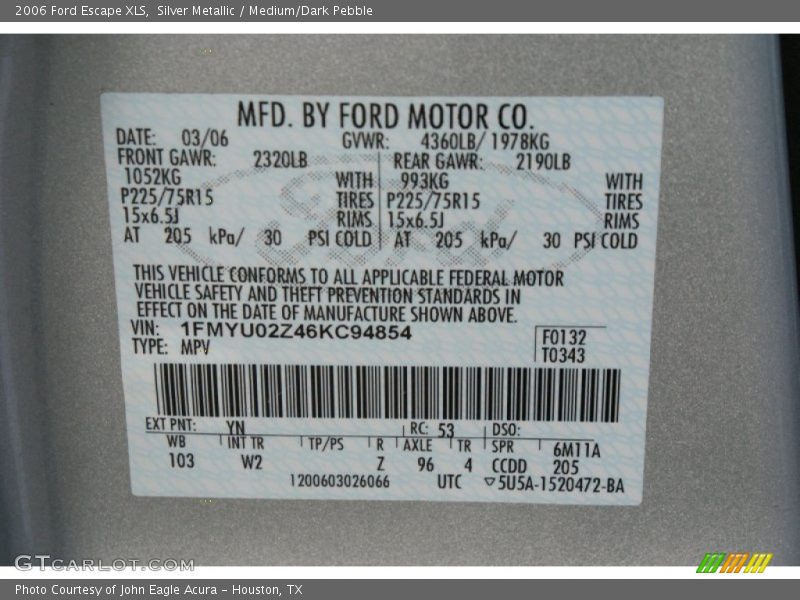 2006 Ford Escape XLS, Silver Metallic / Medium/Dark Pebble
MFD. BY FORD MOTOR CO.
DATE: 03/06 GVWR: 4360LB/ 1978KG
FRONT GAWR: 2320LB REAR GAWR: 2190LB
1052KG WITH 993KG WITH
P225/75R15 TIRES P225/75R15 TIRES
15x6.5J RIMS 15x6.5J RIMS
AT 205 kPa/ 30 PSI COLD AT 205 kPa/ 30 PSI COLD
THIS VEHICLE CONFORMS TO ALL APPLICABLE FEDERAL MOTOR
VEHICLE SAFETY AND THEFT PREVENTION STANDARDS IN
EFFECT ON THE DATE OF MANUFACTURE SHOWN ABOVE.
VIN: 1FMYU02Z46KC94854
TYPE: MPV
F0132
T0343
EXT PNT: YN RC: 53 DSO:
WB INT TR TP/PS R AXLE TR SPR 6M11A
103 W2 Z 96 4 CCDD 205
1200603026066 UTC ▽5U5A-1520472-BA
GTCARLOT.COM
Photo Courtesy of John Eagle Acura - Houston, TX